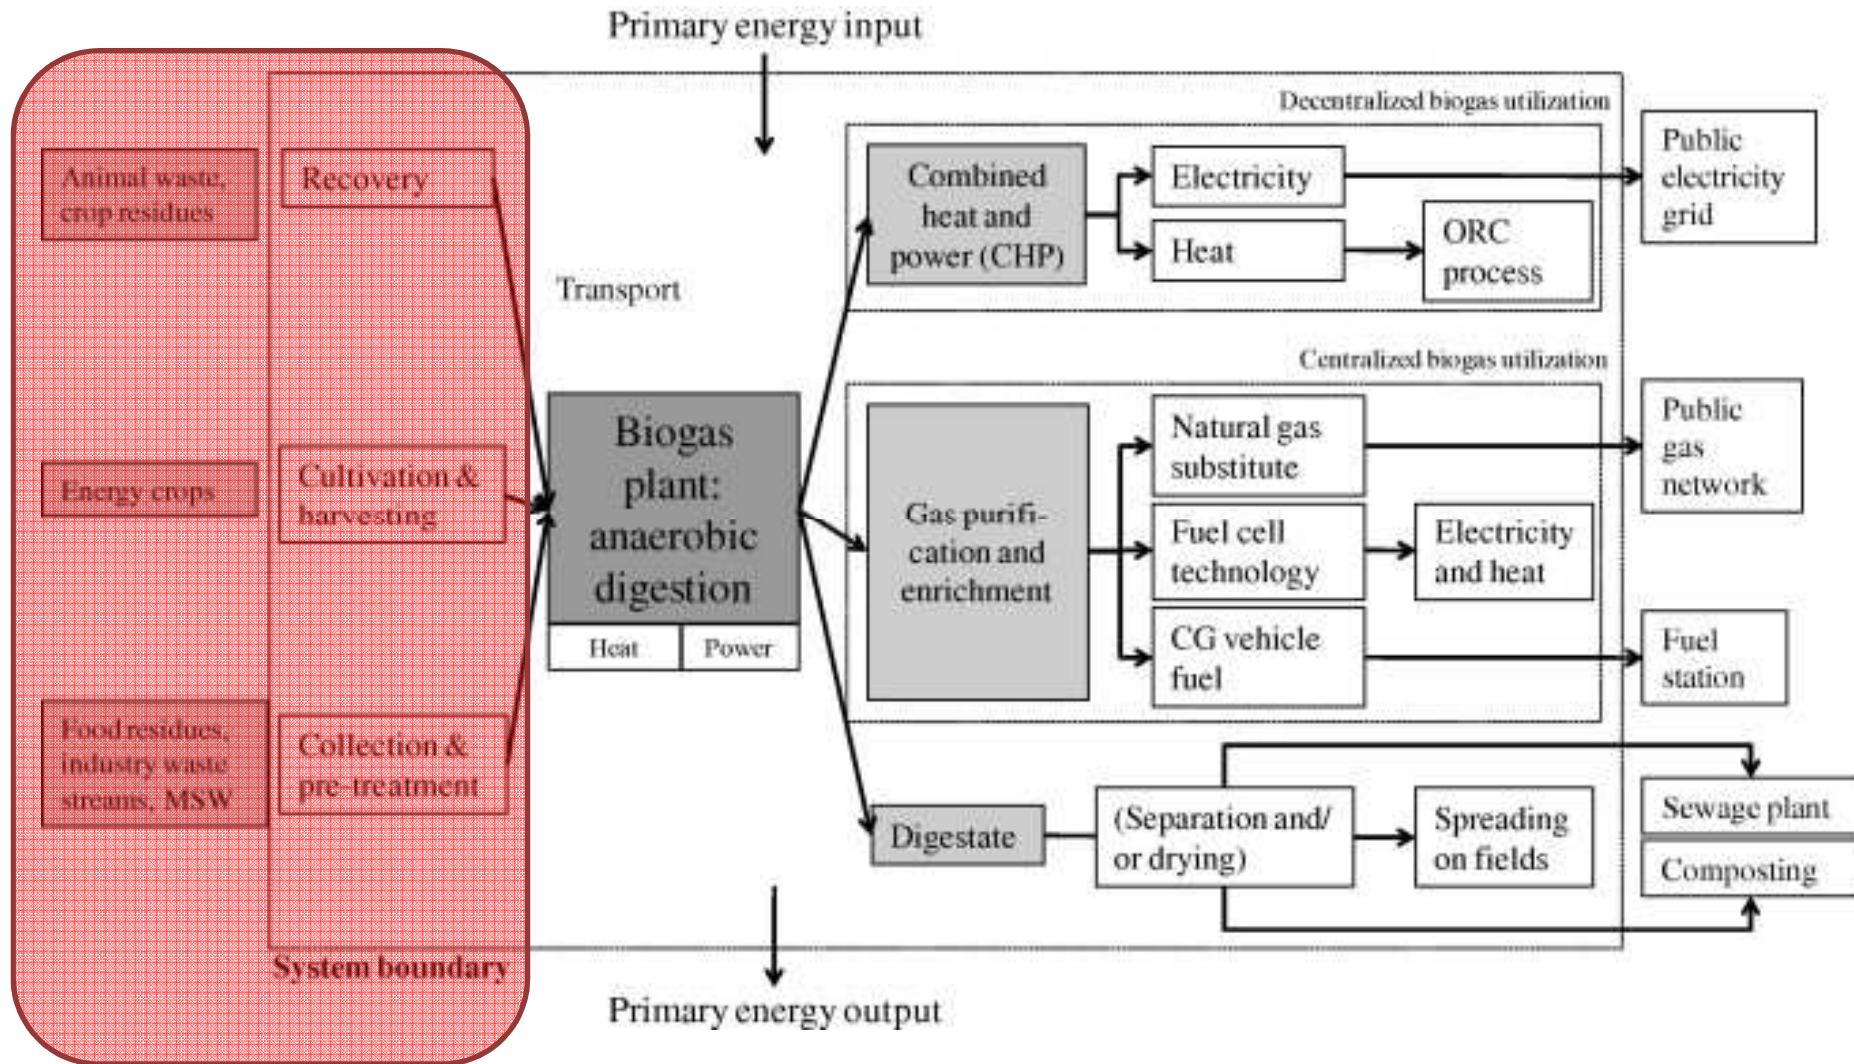 Primary energy input
Decentralized biogas utilization
Animal waste,
crop residues
Recovery
Combined
heat and
power (CHP)
Electricity
Heat
ORC
process
Public
electricity
grid
Transport
Centralized biogas utilization
Energy crops
Cultivation &
harvesting
Biogas
plant:
anaerobic
digestion
Heat
Power
Gas purifi-
cation and
enrichment
Natural gas
substitute
Fuel cell
technology
Electricity
and heat
CG vehicle
fuel
Public
gas
network
Fuel
station
Food residues,
industry waste
streams, MSW
Collection &
pre-treatment
Digestate
(Separation and/
or drying)
Spreading
on fields
Sewage plant
Composting
System boundary
Primary energy output